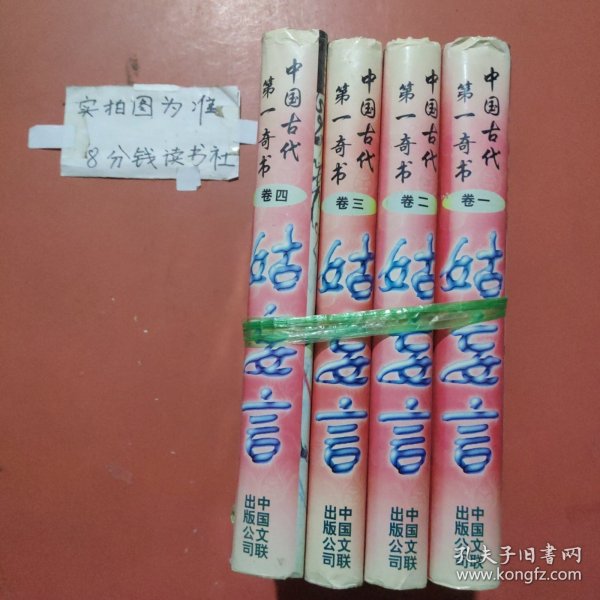 实拍图为准
8分钱读书社
中国古代
第一奇书
卷四
姑妄言
中国文联
出版公司
中国古代
第一奇书
卷三
姑妄言
中国文联
出版公司
中国古代
第一奇书
卷二
姑妄言
中国文联
出版公司
中国古代
第一奇书
卷一
姑妄言
中国文联
出版公司
孔夫子旧书网
www.kongfz.com